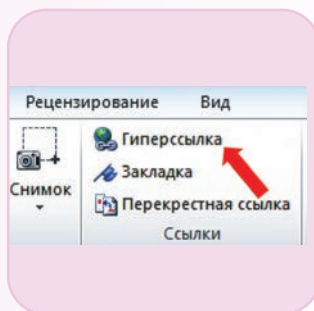 Рецензирование Вид
Гиперссылка
Закладка
Снимок
Перекрестная ссылка
Ссылки